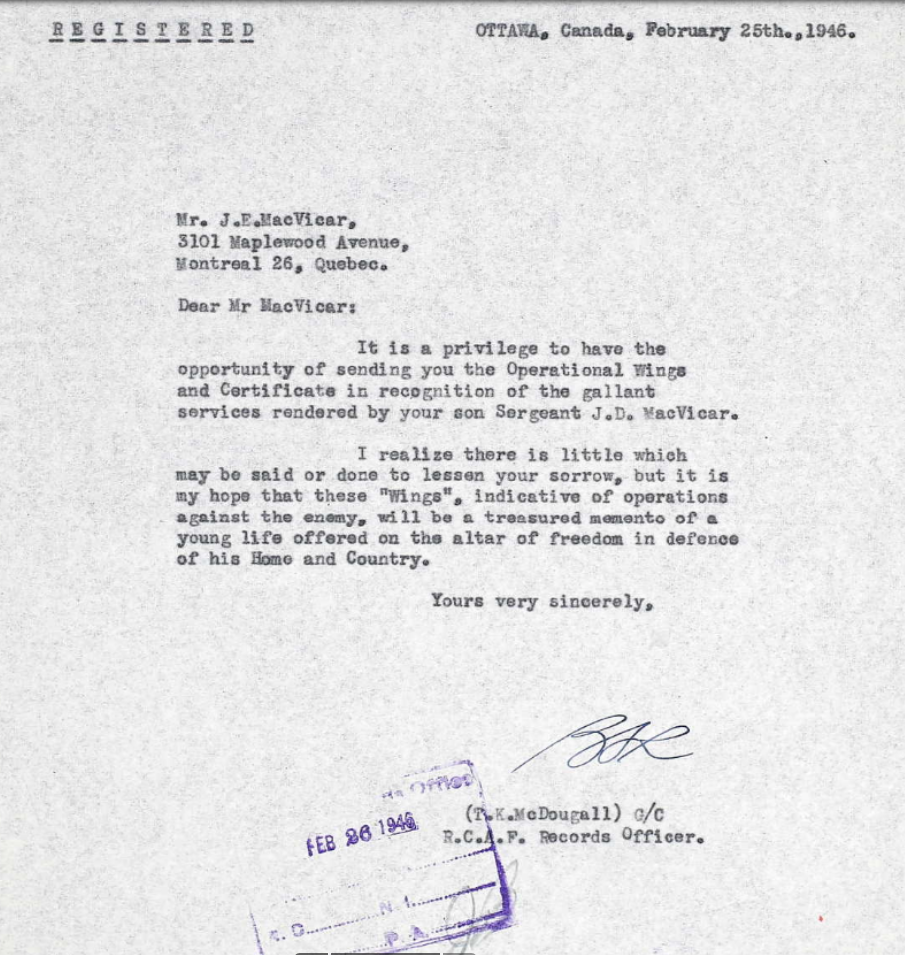 REGISTERED
OTTAWA, Canada, February 25th.,1946.
Mr. J.E.MacVicar,
3101 Maplewood Avenue,
Montreal 26, Quebec.
Dear Mr MacVicar:
It is a privilege to have the
opportunity of sending you the Operational Wings
and Certificate in recognition of the gallant
services rendered by your son Sergeant J.D. MacVicar.
I realize there is little which
may be said or done to lessen your sorrow, but it is
my hope that these "Wings", indicative of operations
against the enemy, will be a treasured memento of a
young life offered on the altar of freedom in defence
of his Home and Country.
Yours very sincerely,
(T.K.McDougall) G/C
R.C.A.F. Records Officer.
Office
FEB 26 1946
N.I.
P.A.